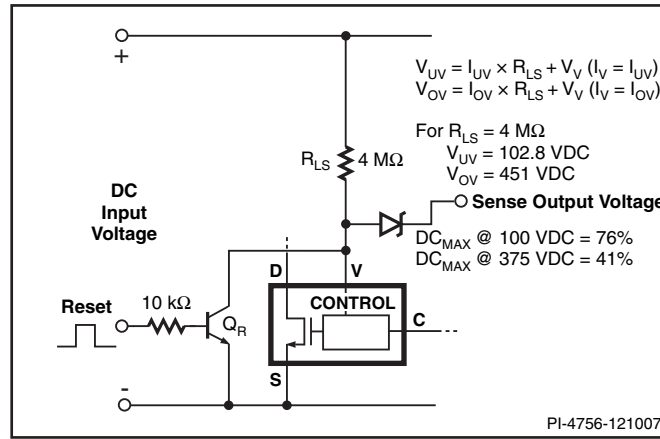 +
V_UV = I_UV × R_LS + V_V (I_V = I_UV)
V_OV = I_OV × R_LS + V_V (I_V = I_OV)
For R_LS = 4 MΩ
V_UV = 102.8 VDC
V_OV = 451 VDC
R_LS 4 MΩ
DC
Input
Voltage
Sense Output Voltage
DC_MAX @ 100 VDC = 76%
DC_MAX @ 375 VDC = 41%
D V
CONTROL
C
Reset 10 kΩ
Q_R
S
-
PI-4756-121007